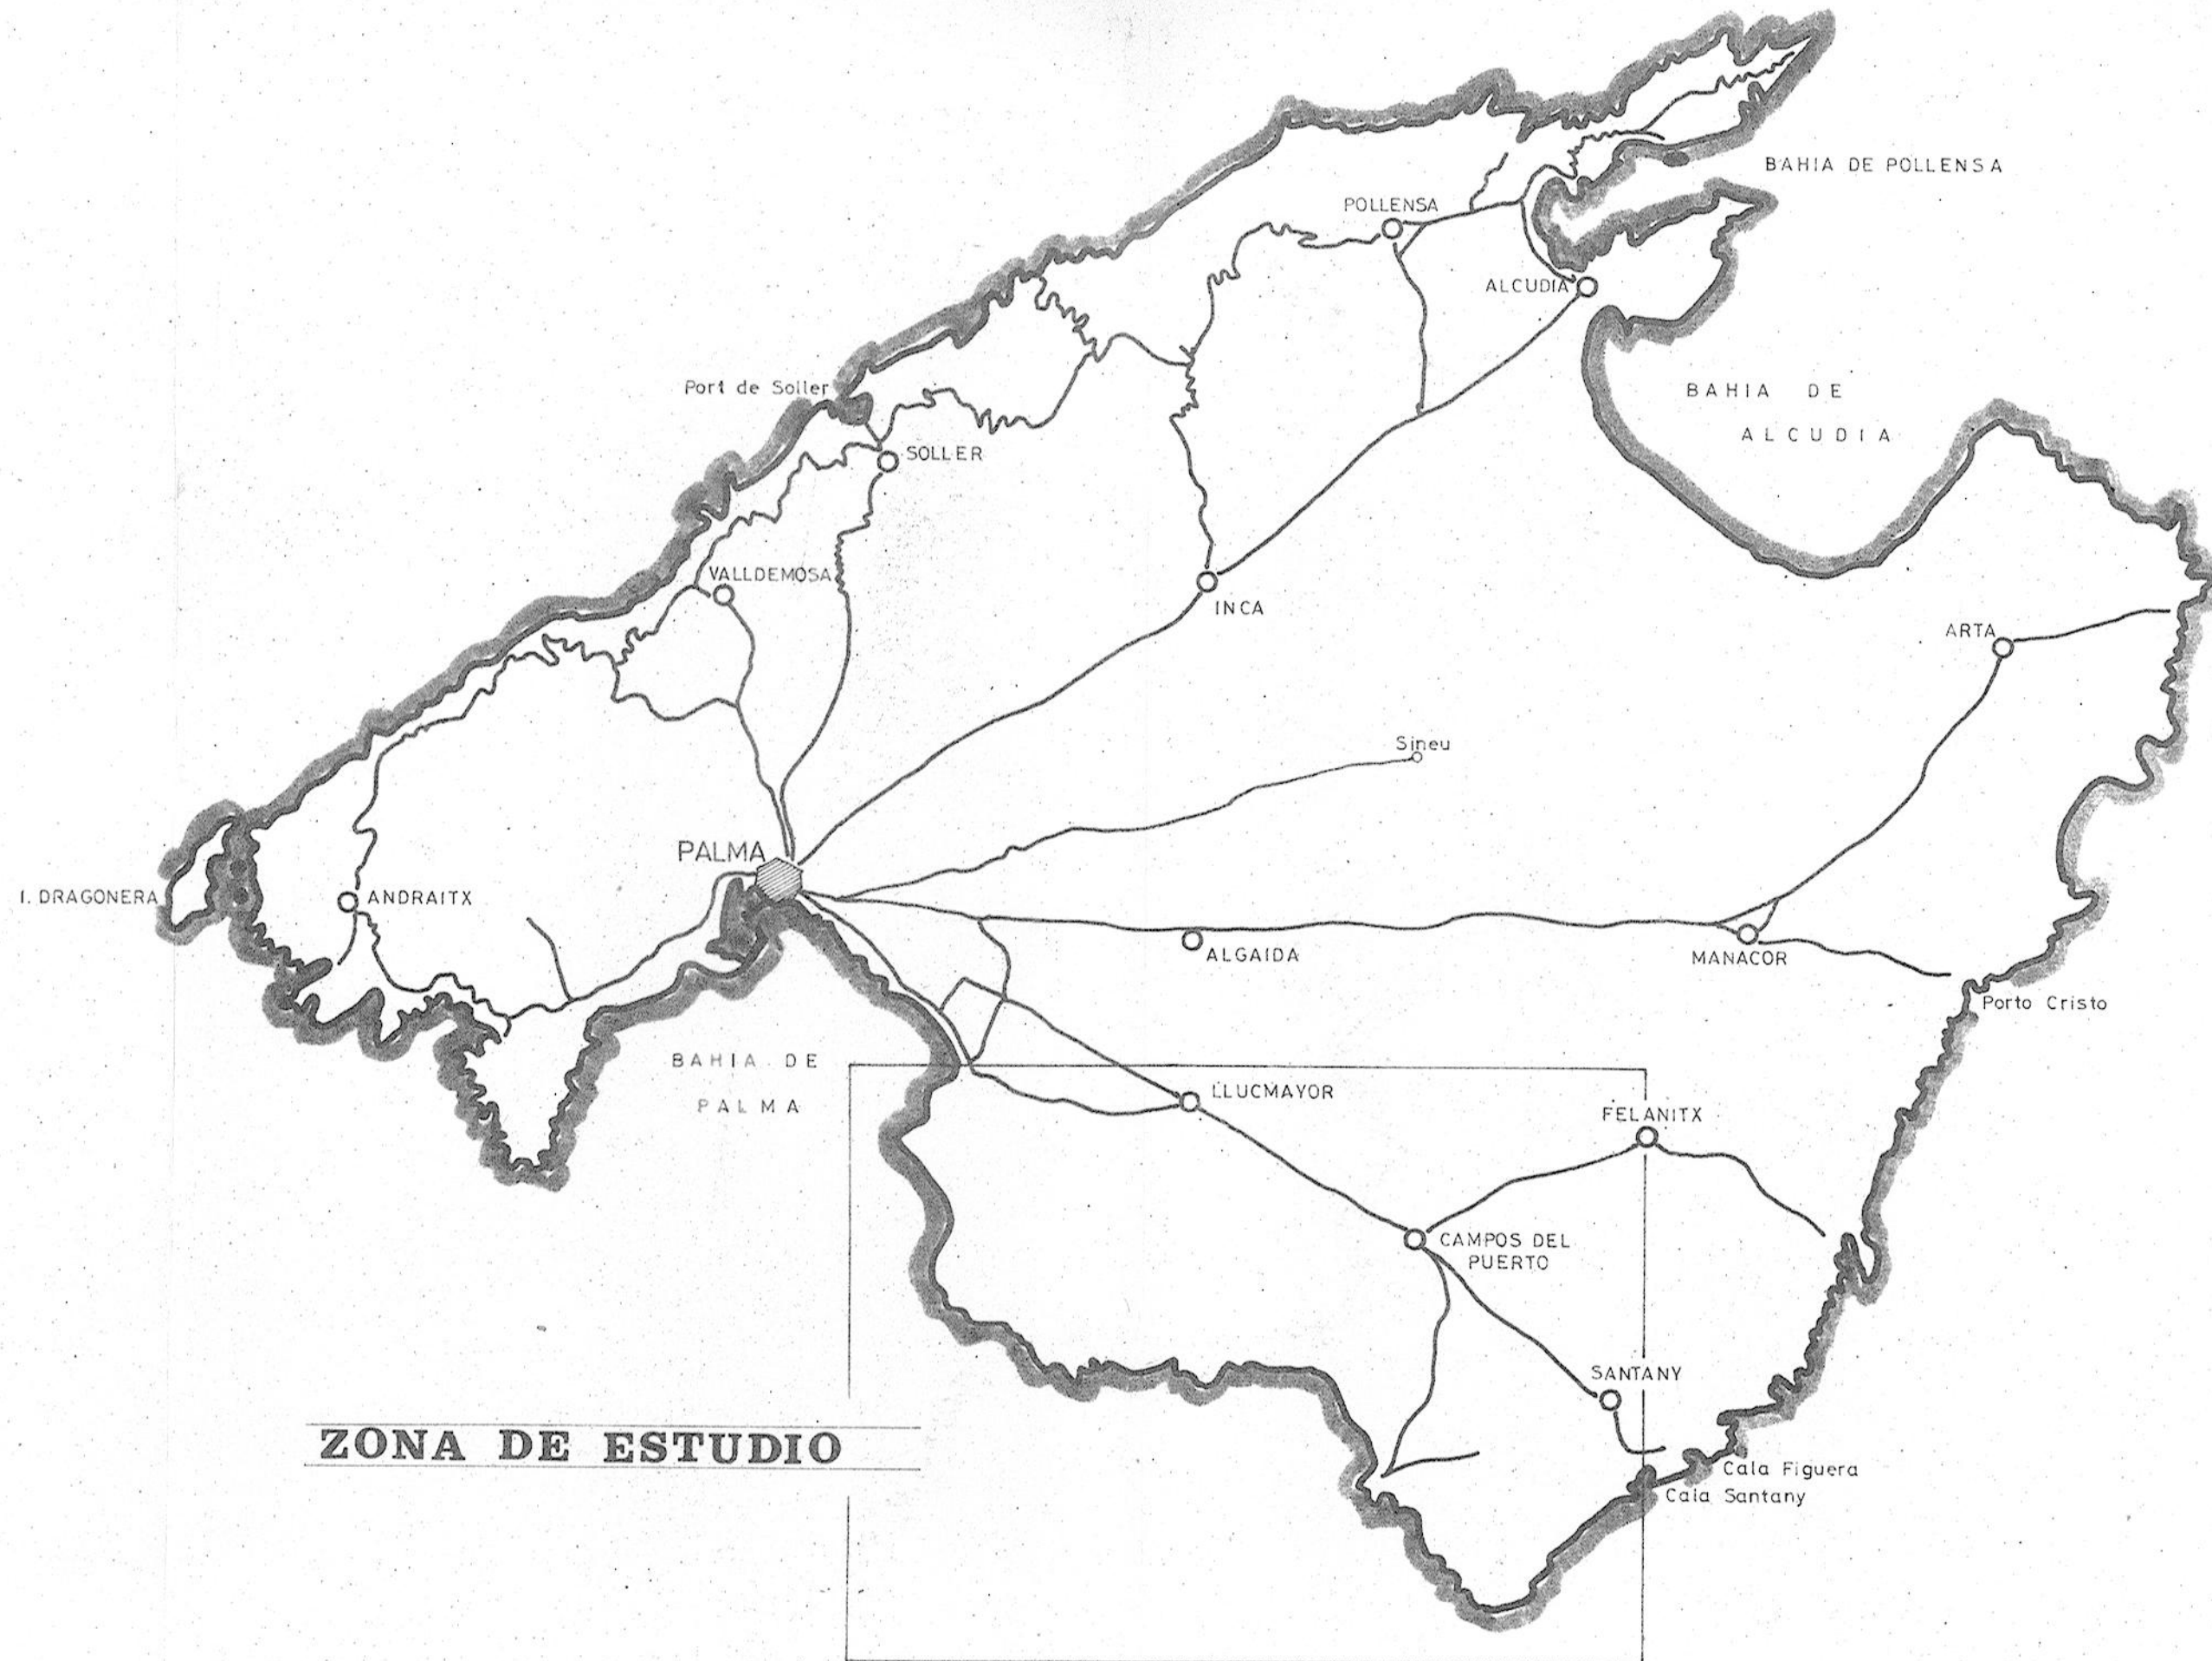 BAHIA DE POLLENSA
POLLENSA
ALCUDIA
Port de Soller
BAHIA DE
ALCUDIA
SOLLER
VALLDEMOSA
INCA
ARTA
Sineu
PALMA
I. DRAGONERA
ANDRAITX
ALGAIDA
MANACOR
Porto Cristo
BAHIA DE
PALMA
LLUCMAYOR
FELANITX
CAMPOS DEL
PUERTO
SANTANY
ZONA DE ESTUDIO
Cala Figuera
Cala Santany